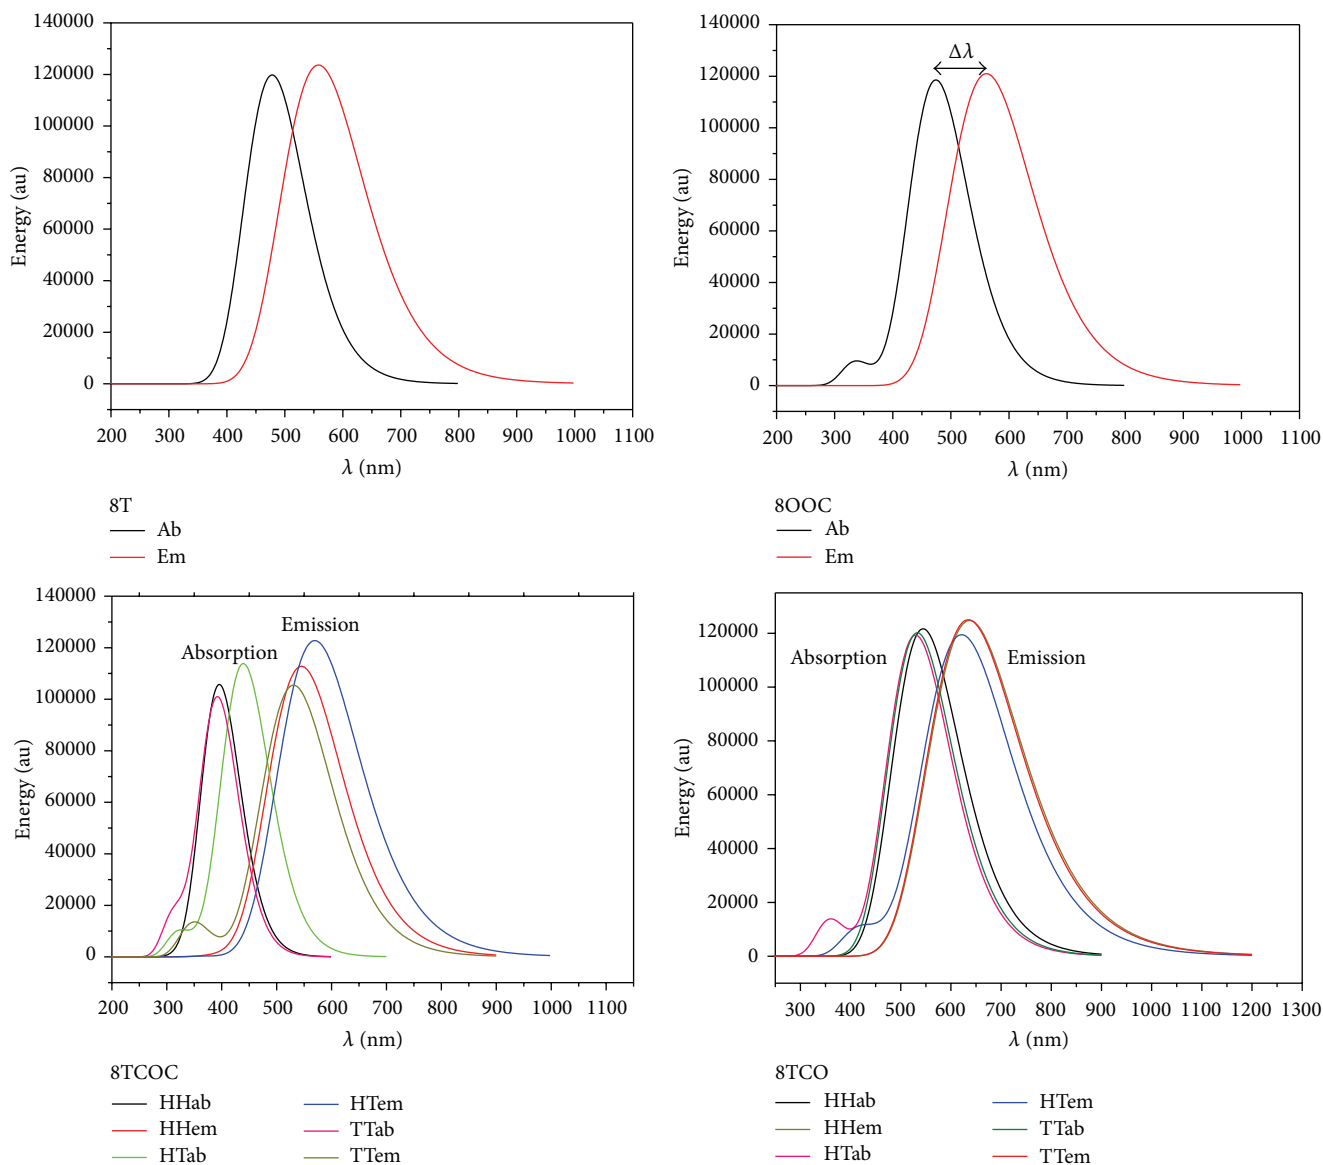 140000
120000
100000
80000
60000
40000
20000
0
Energy (au)
200 300 400 500 600 700 800 900 1000 1100
λ (nm)
8T
Ab
Em
140000
120000
100000
80000
60000
40000
20000
0
Energy (au)
Δλ
200 300 400 500 600 700 800 900 1000 1100
λ (nm)
8OOC
Ab
Em
140000
120000
100000
80000
60000
40000
20000
0
Energy (au)
Emission
Absorption
200 300 400 500 600 700 800 900 1000 1100
λ (nm)
8TCOC
HHab
HHem
HTab
HTem
TTab
TTem
120000
100000
80000
60000
40000
20000
0
Energy (au)
Absorption
Emission
300 400 500 600 700 800 900 1000 1100 1200 1300
λ (nm)
8TCO
HHab
HHem
HTab
HTem
TTab
TTem